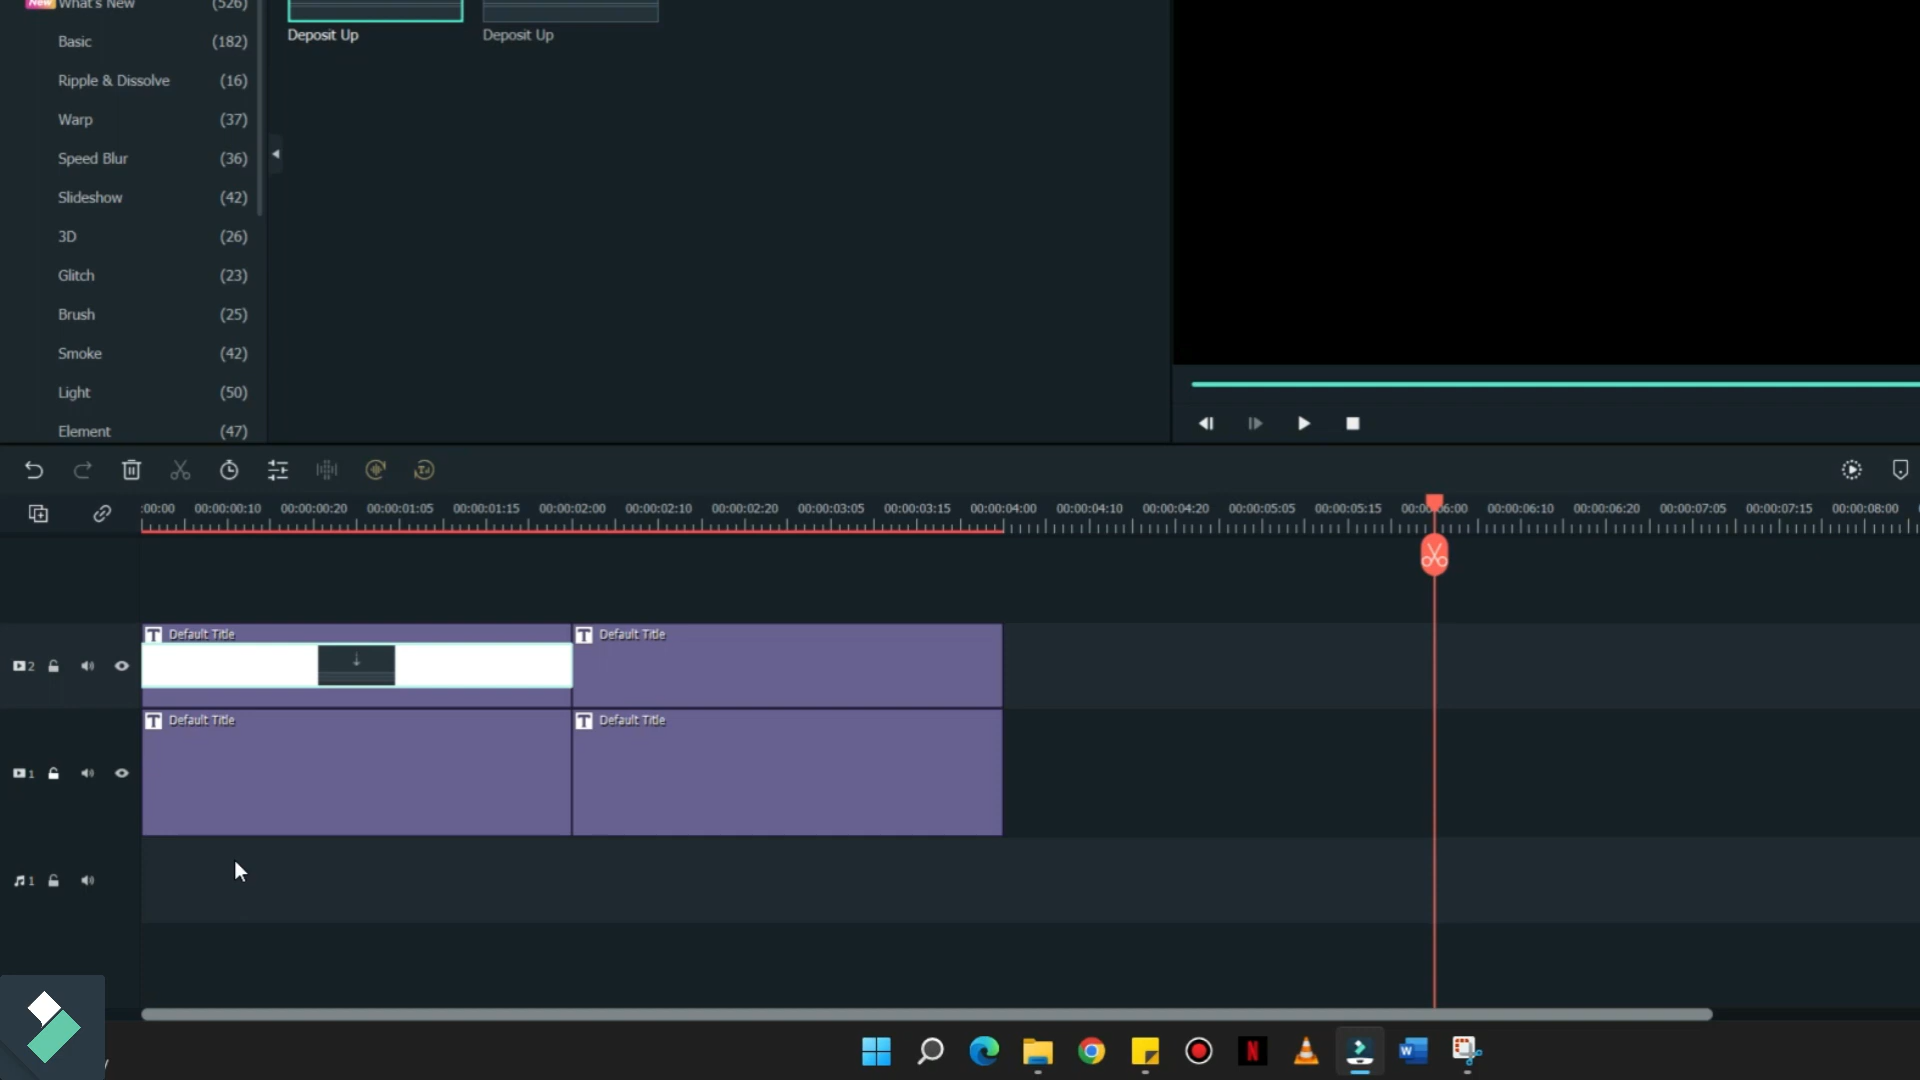 New What's New (526)
Basic (182)
Ripple & Dissolve (16)
Warp (37)
Speed Blur (36)
Slideshow (42)
3D (26)
Glitch (23)
Brush (25)
Smoke (42)
Light (50)
Element (47)
Deposit Up Deposit Up
:00:00 00:00:00:10 00:00:00:20 00:00:01:05 00:00:01:15 00:00:02:00 00:00:02:10 00:00:02:20 00:00:03:05 00:00:03:15 00:00:04:00 00:00:04:10 00:00:04:20 00:00:05:05 00:00:05:15 00:00:06:00 00:00:06:10 00:00:06:20 00:00:07:05 00:00:07:15 00:00:08:00
T Default Title T Default Title
2
T Default Title T Default Title
1
1
N W